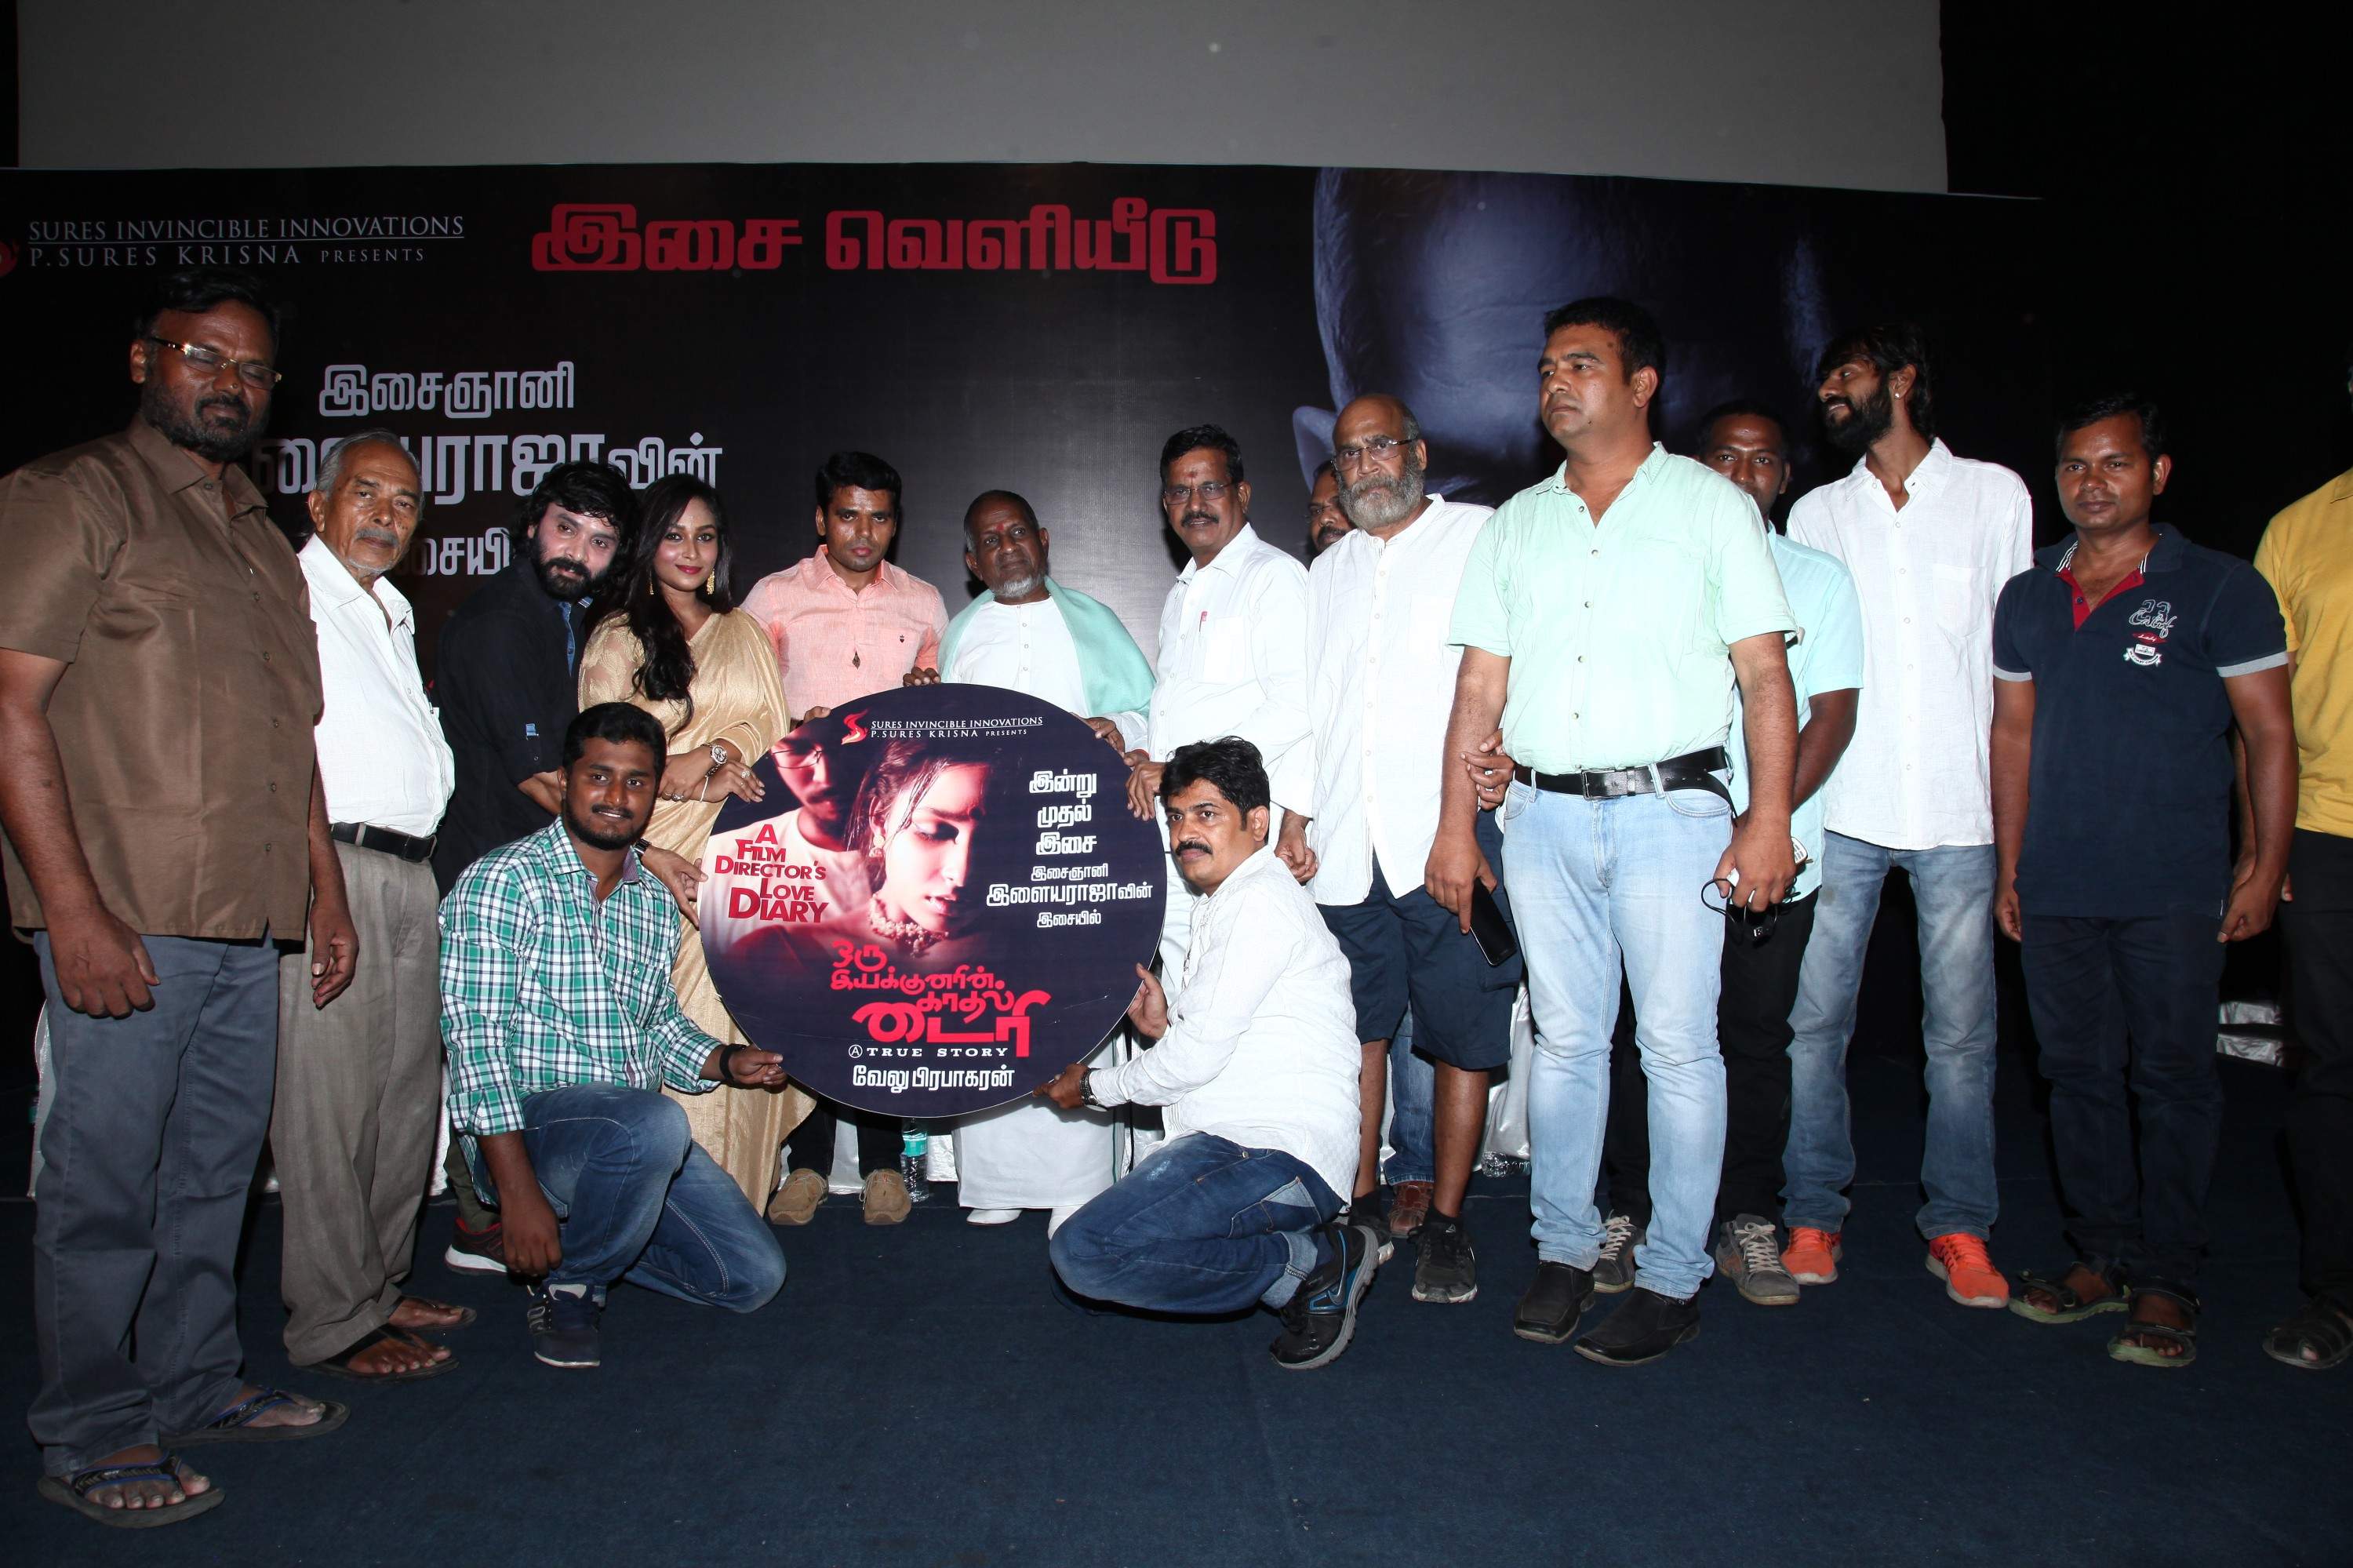 SURES INVINCIBLE INNOVATIONS
P.SURES KRISNA PRESENTS
இசை வெளியீடு
இசைஞானி
SURES INVINCIBLE INNOVATIONS
P.SURES KRISNA PRESENTS
இன்று
முதல்
இசை
இசைஞானி
இளையராஜாவின்
இசையில்
A
FILM
DIRECTOR'S
LOVE
DIARY
ஒரு
இயக்குனரின்
காதல்
டைரி
A TRUE STORY
வேலு பிரபாகரன்
23